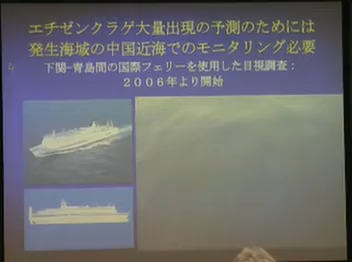 エチゼンクラゲ大量出現の予測のためには
発生海域の中国近海でのモニタリング必要
下関-青島間の国際フェリーを使用した目視調査：
２００６年より開始